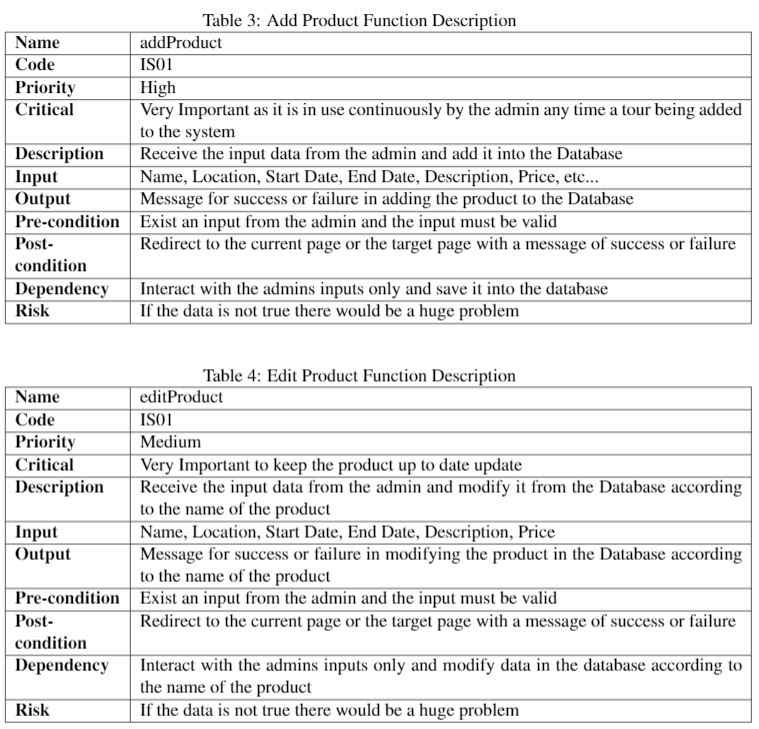 Table 3: Add Product Function Description
Name addProduct
Code IS01
Priority High
Critical Very Important as it is in use continuously by the admin any time a tour being added
to the system
Description Receive the input data from the admin and add it into the Database
Input Name, Location, Start Date, End Date, Description, Price, etc...
Output Message for success or failure in adding the product to the Database
Pre-condition Exist an input from the admin and the input must be valid
Post- Redirect to the current page or the target page with a message of success or failure
condition
Dependency Interact with the admins inputs only and save it into the database
Risk If the data is not true there would be a huge problem
Table 4: Edit Product Function Description
Name editProduct
Code IS01
Priority Medium
Critical Very Important to keep the product up to date update
Description Receive the input data from the admin and modify it from the Database according
to the name of the product
Input Name, Location, Start Date, End Date, Description, Price
Output Message for success or failure in modifying the product in the Database according
to the name of the product
Pre-condition Exist an input from the admin and the input must be valid
Post- Redirect to the current page or the target page with a message of success or failure
condition
Dependency Interact with the admins inputs only and modify data in the database according to
the name of the product
Risk If the data is not true there would be a huge problem